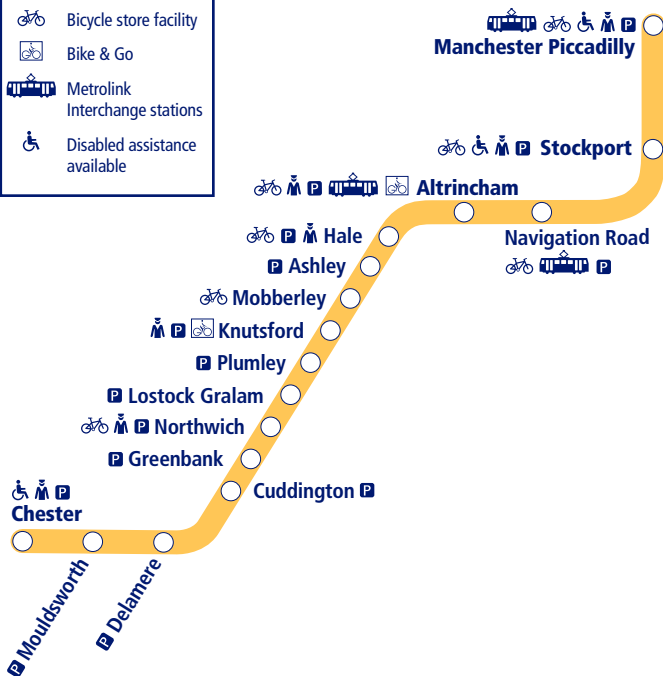 Bicycle store facility
Bike & Go
Metrolink
Interchange stations
Disabled assistance
available
P
Manchester Piccadilly
P Stockport
P Altrincham
Navigation Road
P
P Hale
P Ashley
Mobberley
P Knutsford
P Plumley
P Lostock Gralam
P Northwich
P Greenbank
Cuddington P
P
Chester
P Mouldsworth
P Delamere